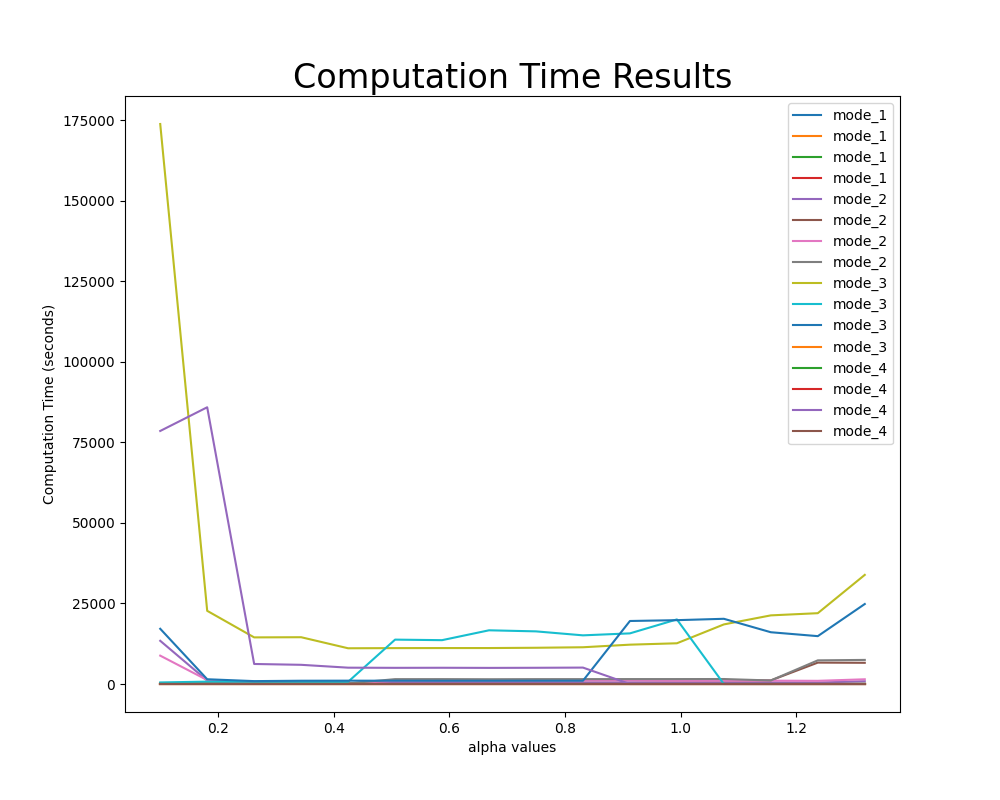 Computation Time Results
Computation Time (seconds)
175000
150000
125000
100000
75000
50000
25000
0
0.2
0.4
0.6
0.8
1.0
1.2
alpha values
mode_1
mode_1
mode_1
mode_1
mode_2
mode_2
mode_2
mode_2
mode_3
mode_3
mode_3
mode_3
mode_4
mode_4
mode_4
mode_4